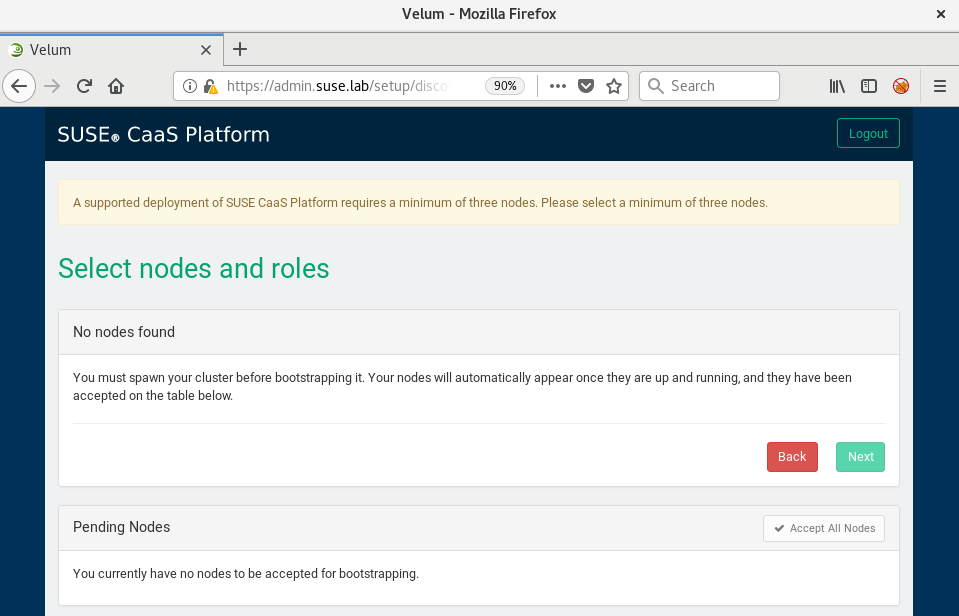 Velum - Mozilla Firefox
Velum
https://admin.suse.lab/setup/disco
90%
Search
SUSE® CaaS Platform
Logout
A supported deployment of SUSE CaaS Platform requires a minimum of three nodes. Please select a minimum of three nodes.
Select nodes and roles
No nodes found
You must spawn your cluster before bootstrapping it. Your nodes will automatically appear once they are up and running, and they have been
accepted on the table below.
Back
Next
Pending Nodes
Accept All Nodes
You currently have no nodes to be accepted for bootstrapping.